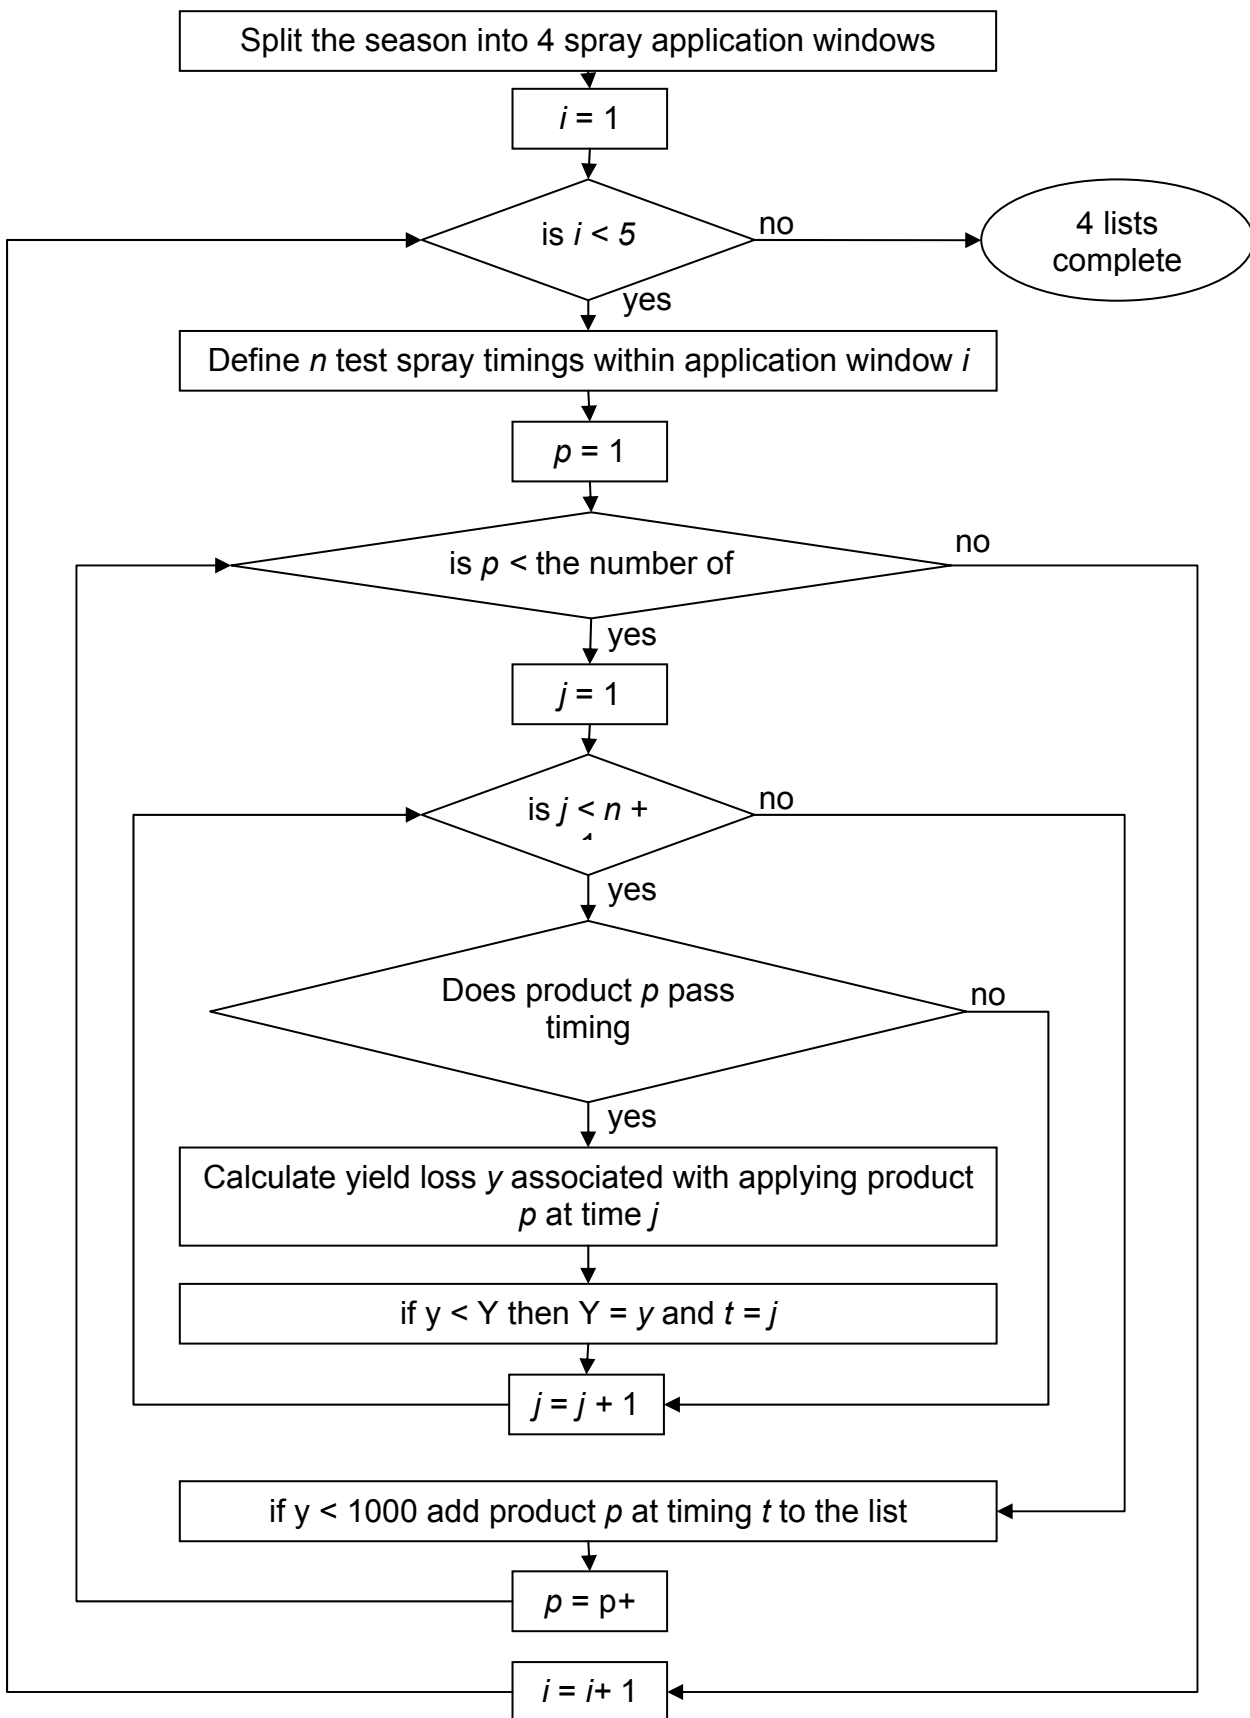 Split the season into 4 spray application windows
i = 1
is i < 5
no
4 lists
complete
yes
Define n test spray timings within application window i
p = 1
is p < the number of
no
yes
j = 1
is j < n +
no
yes
Does product p pass
timing
no
yes
Calculate yield loss y associated with applying product
p at time j
if y < Y then Y = y and t = j
j = j + 1
if y < 1000 add product p at timing t to the list
p = p+
i = i+ 1